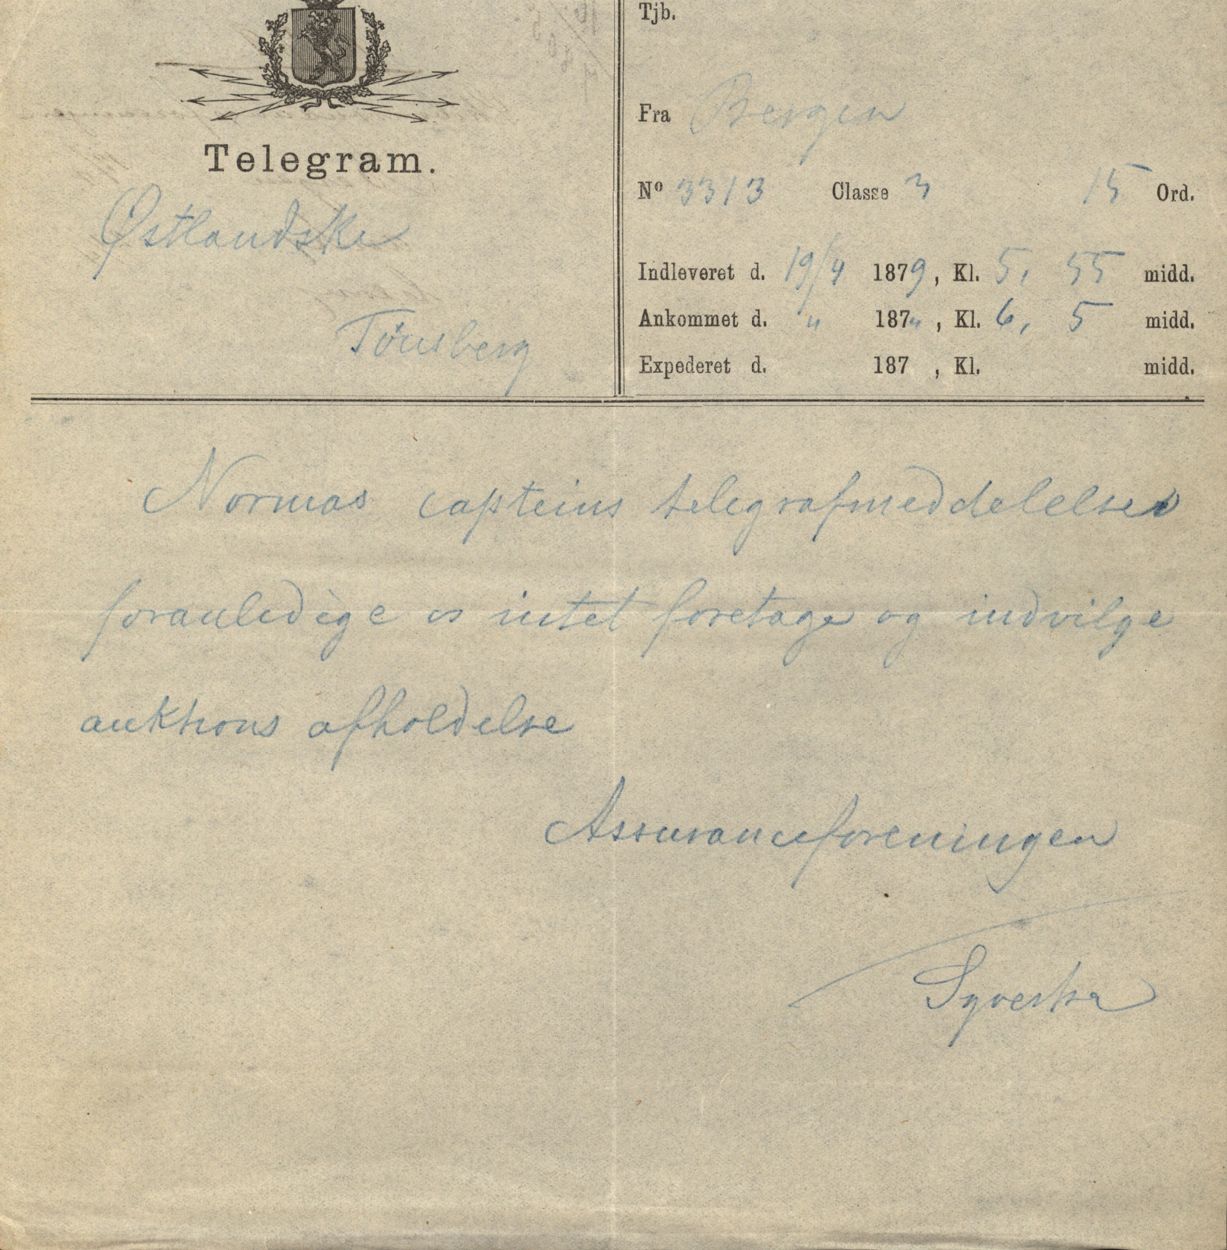 Telegram.
Østlandske
Tønsberg
Tjb.
Fra Bergen
Nº 3313 Classe 3 15 Ord.
Indleveret d. 19/4 1879, Kl. 5, 55 midd.
Ankommet d. " 187", Kl. 6, 5 midd.
Expederet d. 187 , Kl. midd.
Normas capteins telegrafmeddelelse
foranledige os intet foretage og indvilge
auktions afholdelse
Assuranceforeningen